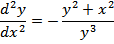 d²y/dx² = − (y² + x²)/y³